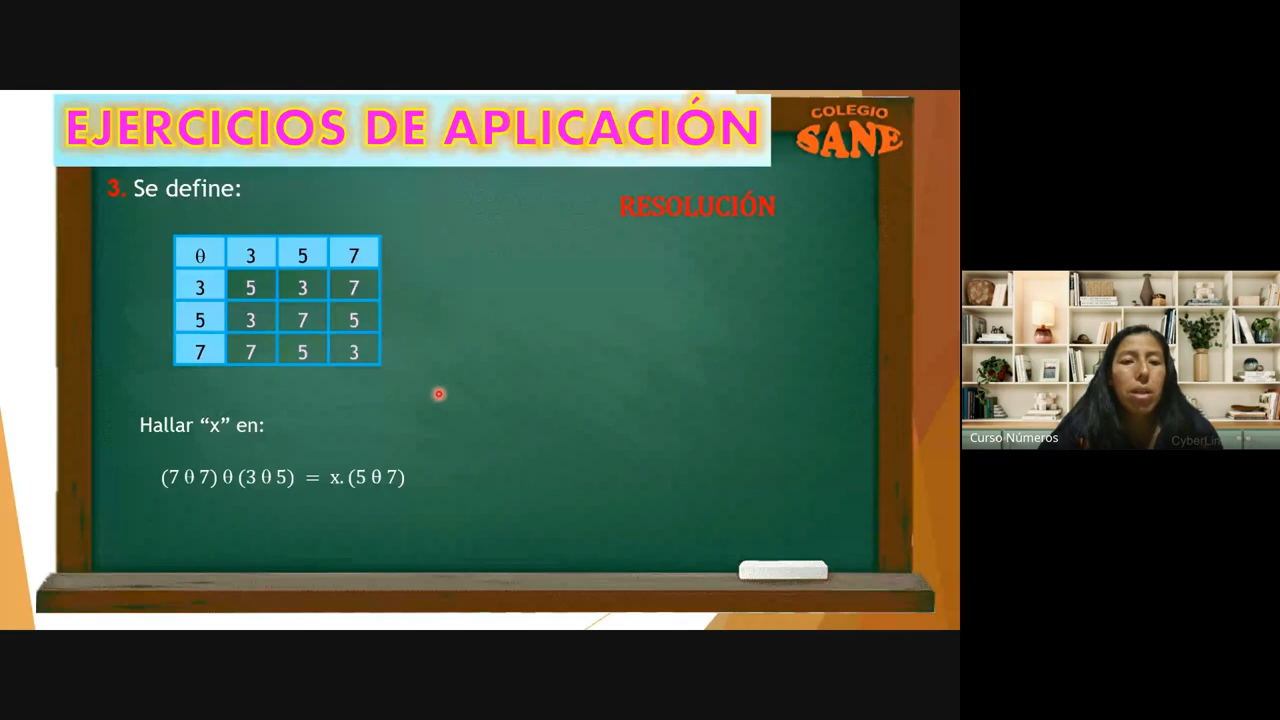 EJERCICIOS DE APLICACIÓN
COLEGIO
SANE
3. Se define:
RESOLUCIÓN
θ 3 5 7
3 5 3 7
5 3 7 5
7 7 5 3
Hallar “x” en:
(7 θ 7) θ (3 θ 5) = x. (5 θ 7)
Curso Números
CyberLin